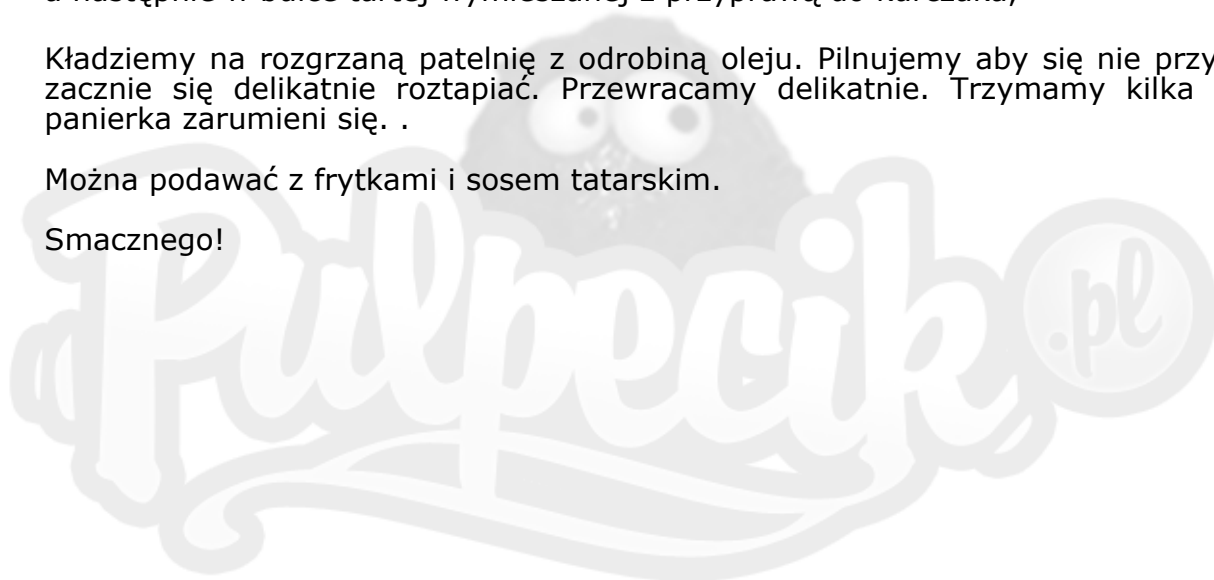 Kładziemy na rozgrzaną patelnię z odrobiną oleju. Pilnujemy aby się nie
zacznie się delikatnie roztapiać. Przewracamy delikatnie. Trzymamy kilka
panierka zarumieni się. .
Można podawać z frytkami i sosem tatarskim.
Smacznego!
Pulpecik.pl